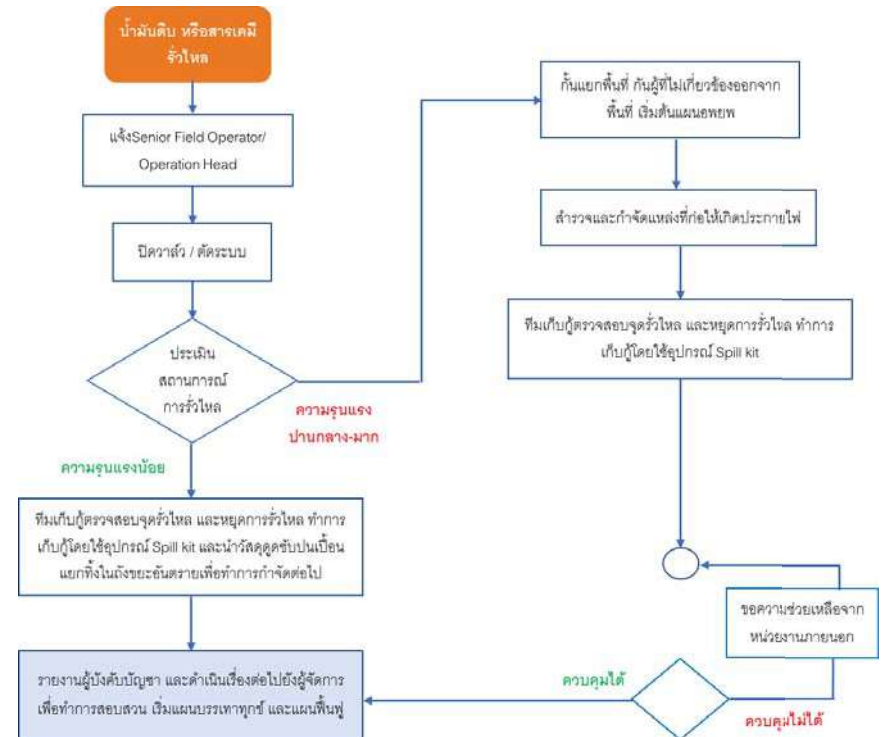 น้ำมันดิบ หรือสารเคมี
รั่วไหล
แจ้งSenior Field Operator/
Operation Head
ปิดวาล์ว / ตัดระบบ
ประเมิน
สถานการณ์
การรั่วไหล
ความรุนแรง
ปานกลาง-มาก
ความรุนแรงน้อย
ทีมเก็บกู้ตรวจสอบจุดรั่วไหล และหยุดการรั่วไหล ทำการ
เก็บกู้โดยใช้อุปกรณ์ Spill kit และนำวัสดุดูดซับปนเปื้อน
แยกทิ้งในถังขยะอันตรายเพื่อทำการกำจัดต่อไป
กั้นแยกพื้นที่ กันผู้ที่ไม่เกี่ยวข้องออกจาก
พื้นที่ เริ่มต้นแผนอพยพ
สำรวจและกำจัดแหล่งที่ก่อให้เกิดประกายไฟ
ทีมเก็บกู้ตรวจสอบจุดรั่วไหล และหยุดการรั่วไหล ทำการ
เก็บกู้โดยใช้อุปกรณ์ Spill kit
ขอความช่วยเหลือจาก
หน่วยงานภายนอก
ควบคุมไม่ได้
ควบคุมได้
รายงานผู้บังคับบัญชา และดำเนินเรื่องต่อไปยังผู้จัดการ
เพื่อทำการสอบสวน เริ่มแผนบรรเทาทุกข์ และแผนฟื้นฟู